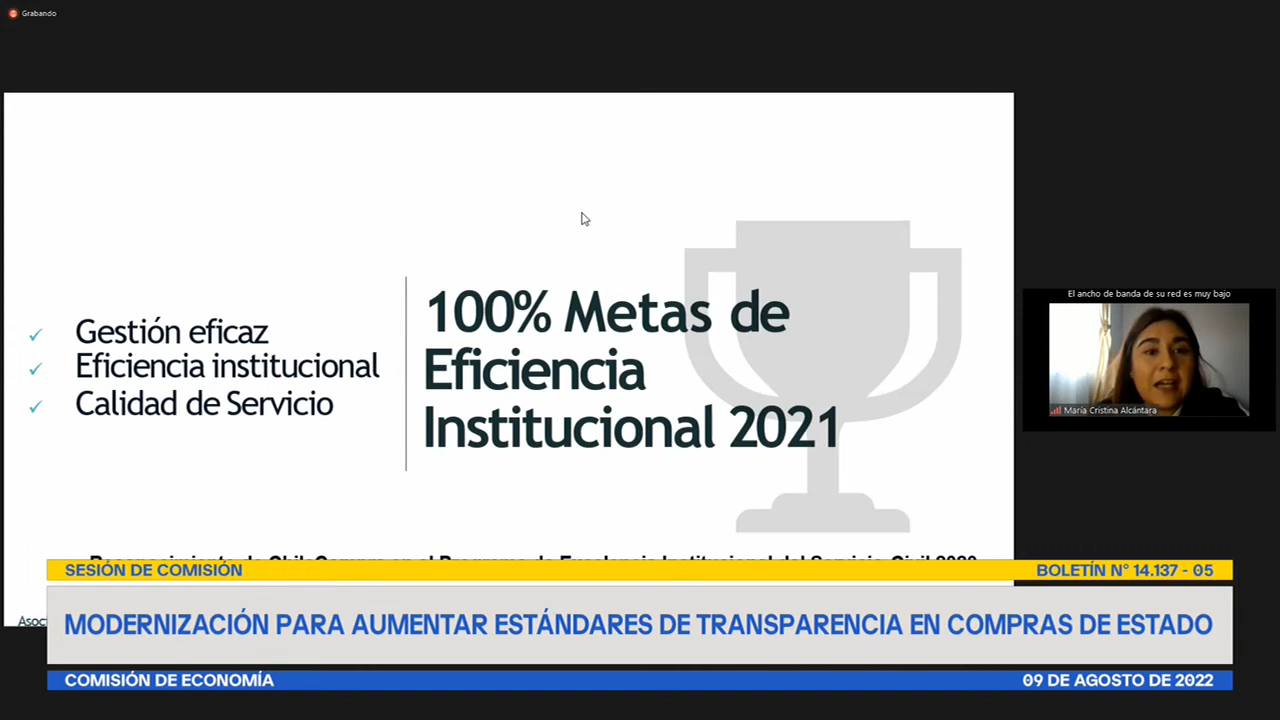 Grabando
Gestión eficaz
Eficiencia institucional
Calidad de Servicio
100% Metas de
Eficiencia
Institucional 2021
El ancho de banda de su red es muy bajo
María Cristina Alcántara
SESIÓN DE COMISIÓN
BOLETÍN N° 14.137 - 05
MODERNIZACIÓN PARA AUMENTAR ESTÁNDARES DE TRANSPARENCIA EN COMPRAS DE ESTADO
COMISIÓN DE ECONOMÍA
09 DE AGOSTO DE 2022